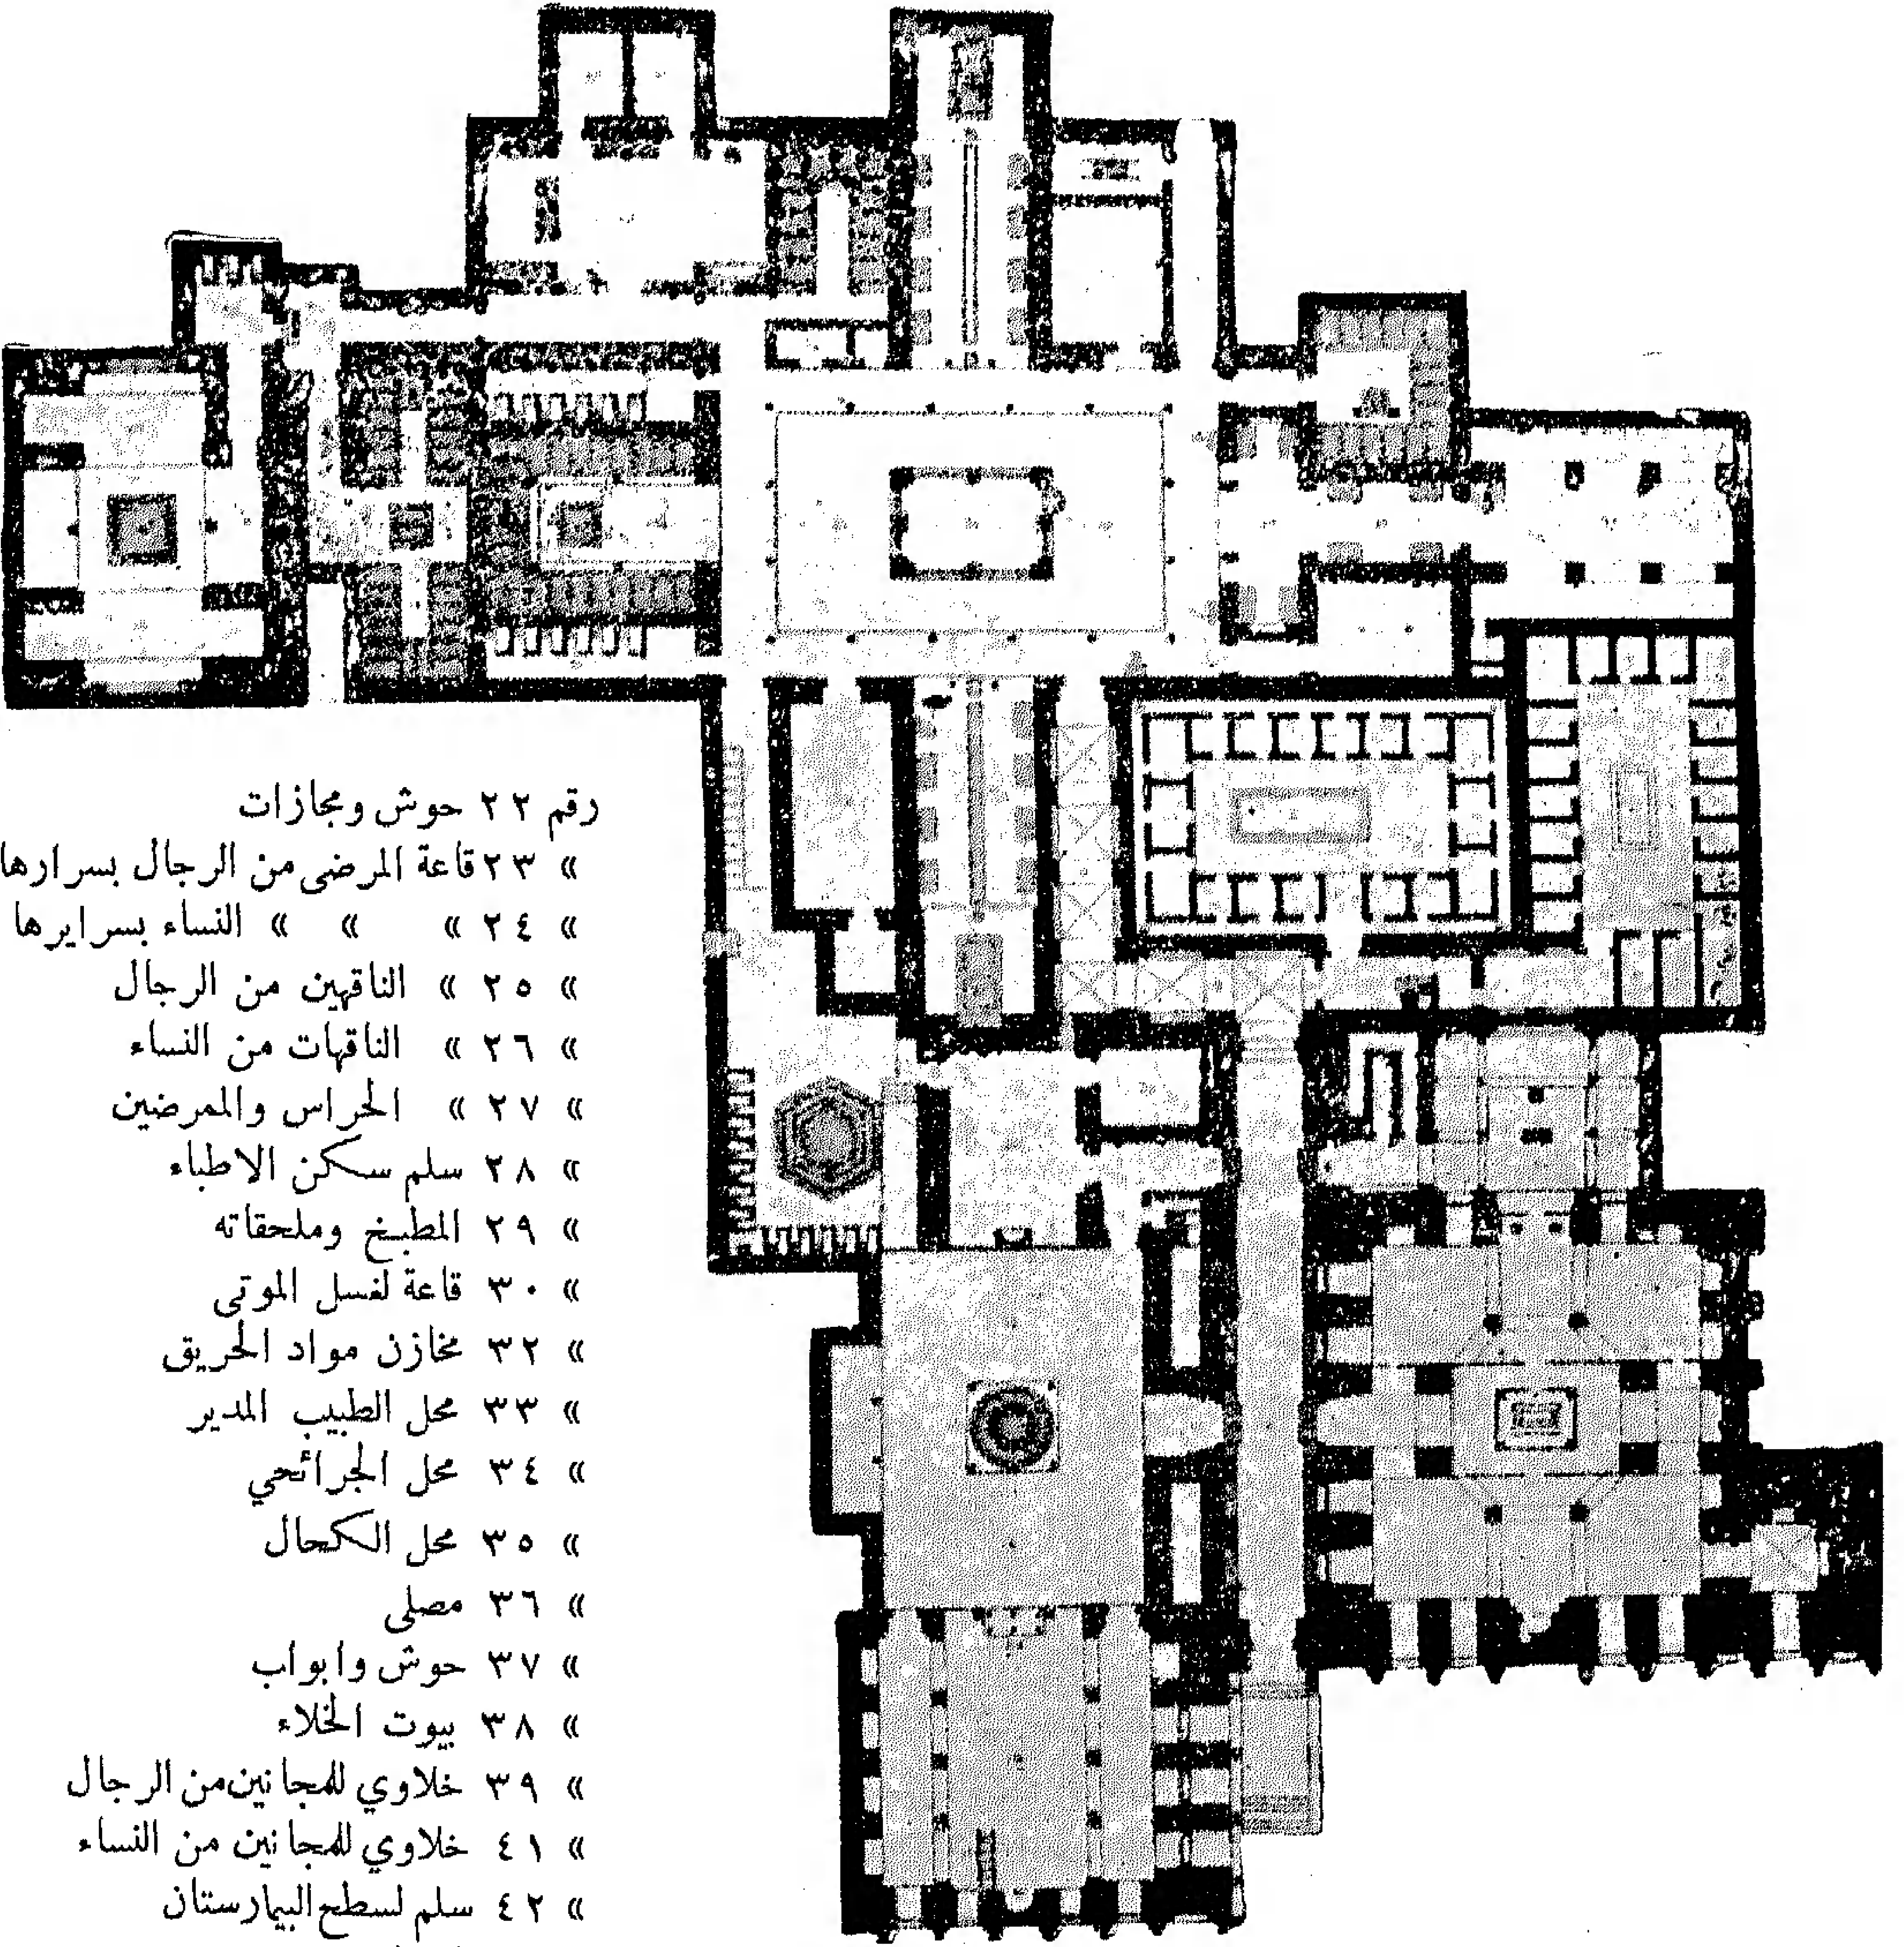 رقم ٢٢ حوش ومجازات
» ٢٣ قاعة المرضى من الرجال بسرارها
» ٢٤ » » » النساء بسرايرها
» ٢٥ » الناقهين من الرجال
» ٢٦ » الناقهات من النساء
» ٢٧ » الحراس والممرضين
» ٢٨ سلم سكن الاطباء
» ٢٩ المطبخ وملحقاته
» ٣٠ قاعة لغسل الموتى
» ٣٢ مخازن مواد الحريق
» ٣٣ محل الطبيب المدير
» ٣٤ محل الجرائحي
» ٣٥ محل الكحال
» ٣٦ مصلى
» ٣٧ حوش وابواب
» ٣٨ بيوت الخلاء
» ٣٩ خلاوي للمجانين من الرجال
» ٤١ خلاوي للمجانين من النساء
» ٤٢ سلم لسطح البيمارستان